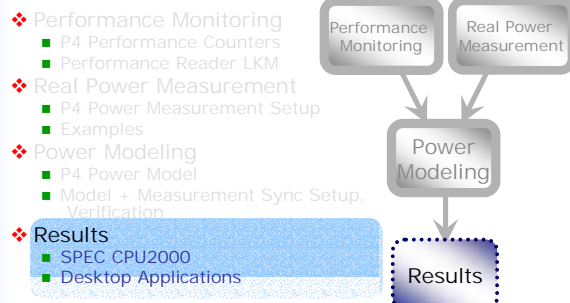 Performance Monitoring
P4 Performance Counters
Performance Reader LKM
Real Power Measurement
P4 Power Measurement Setup
Examples
Power Modeling
P4 Power Model
Model + Measurement Sync Setup,
Verification
Results
SPEC CPU2000
Desktop Applications
Performance
Monitoring
Real Power
Measurement
Power
Modeling
Results